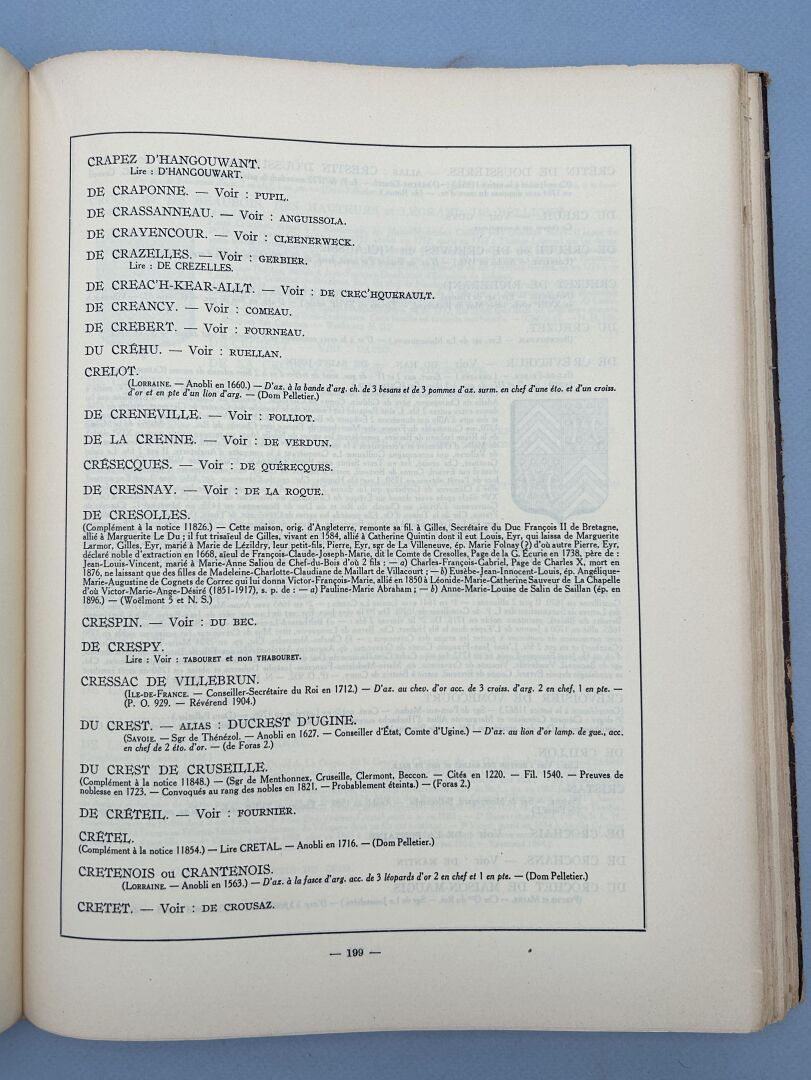 CRAPEZ D'HANGOUWANT.
Lire : D'HANGOUWART.
DE CRAPONNE. — Voir : PUPIL.
DE CRASSANNEAU. — Voir : ANGUISSOLA.
DE CRAYENCOUR. — Voir : CLEENERWECK.
DE CRAZELLES. — Voir : GERBIER.
Lire : DE CREZELLES.
DE CREAC'H-KEAR-ALLT. — Voir : DE CREC'HQUERAULT.
DE CREANCY. — Voir : COMEAU.
DE CREBERT. — Voir : FOURNEAU.
DU CRÉHU. — Voir : RUELLAN.
CRELOT.
(LORRAINE. — Anobli en 1660.) — D'az. à la bande d'arg. ch. de 3 besans et de 3 pommes d'az. surm. en chef d'une éto. et d'un croiss.
d'or et en pte d'un lion d'arg. — (Dom Pelletier.)
DE CRENEVILLE. — Voir : FOLLIOT.
DE LA CRENNE. — Voir : DE VERDUN.
CRÉSECQUES. — Voir : DE QUÉRECQUES.
DE CRESNAY. — Voir : DE LA ROQUE.
DE CRESOLLES.
(Complément à la notice 11826.) — Cette maison, orig. d'Angleterre, remonte sa fil. à Gilles, Secrétaire du Duc François II de Bretagne,
allié à Marguerite Le Du ; il fut trisaïeul de Gilles, vivant en 1584, allié à Catherine Quintin dont il eut Louis, Eyr, qui laissa de Marguerite
Larmor, Gilles, Eyr, marié à Marie de Lézildry, leur petit-fils, Pierre, Eyr, sgr de La Villeneuve, ép. Marie Folnay (?) d'où autre Pierre, Eyr,
déclaré noble d'extraction en 1668, aïeul de François-Claude-Joseph-Marie, dit le Comte de Cresolles, Page de la G. Écurie en 1738, père de :
Jean-Louis-Vincent, marié à Marie-Anne Saliou de Chef-du-Bois d'où 2 fils : — a) Charles-François-Gabriel, Page de Charles X, mort en
1876, ne laissant que des filles de Madeleine-Charlotte-Claudiane de Maillart de Villacourt ; — b) Eusèbe-Jean-Innocent-Louis, ép. Angélique-
Marie-Augustine de Cognets de Correc qui lui donna Victor-François-Marie, allié en 1850 à Léonide-Marie-Catherine Sauveur de La Chapelle
d'où Victor-Marie-Ange-Désiré (1851-1917), s. p. de : — a) Pauline-Marie Abraham ; — b) Anne-Marie-Louise de Salin de Saillan (ép. en
1896.) — (Woëlmont 5 et N. S.)
CRESPIN. — Voir : DU BEC.
DE CRESPY.
Lire : Voir : TABOURET et non THABOURET.
CRESSAC DE VILLEBRUN.
(ILE-DE-FRANCE. — Conseiller-Secrétaire du Roi en 1712.) — D'az. au chev. d'or acc. de 3 croiss. d'arg. 2 en chef, 1 en pte. —
(P. O. 929. — Révérend 1904.)
DU CREST. — ALIAS : DUCREST D'UGINE.
(SAVOIE. — Sgr de Thénézol. — Anobli en 1627. — Conseiller d'État, Comte d'Ugine.) — D'az. au lion d'or lamp. de gue., acc.
en chef de 2 éto. d'or. — (de Foras 2.)
DU CREST DE CRUSEILLE.
(Complément à la notice 11848.) — (Sgr de Menthonnex, Cruseille, Clermont, Beccon. — Cités en 1220. — Fil. 1540. — Preuves de
noblesse en 1723. — Convoqués au rang des nobles en 1821. — Probablement éteints.) — (Foras 2.)
DE CRÉTEIL. — Voir : FOURNIER.
CRÊTEL.
(Complément à la notice 11854.) — Lire CRETAL. — Anobli en 1716. — (Dom Pelletier.)
CRETENOIS ou CRANTENOIS.
(LORRAINE. — Anobli en 1563.) — D'az. à la fasce d'arg. acc. de 3 léopards d'or 2 en chef et 1 en pte. — (Dom Pelletier.)
CRETET. — Voir : DE CROUSAZ.
— 199 —